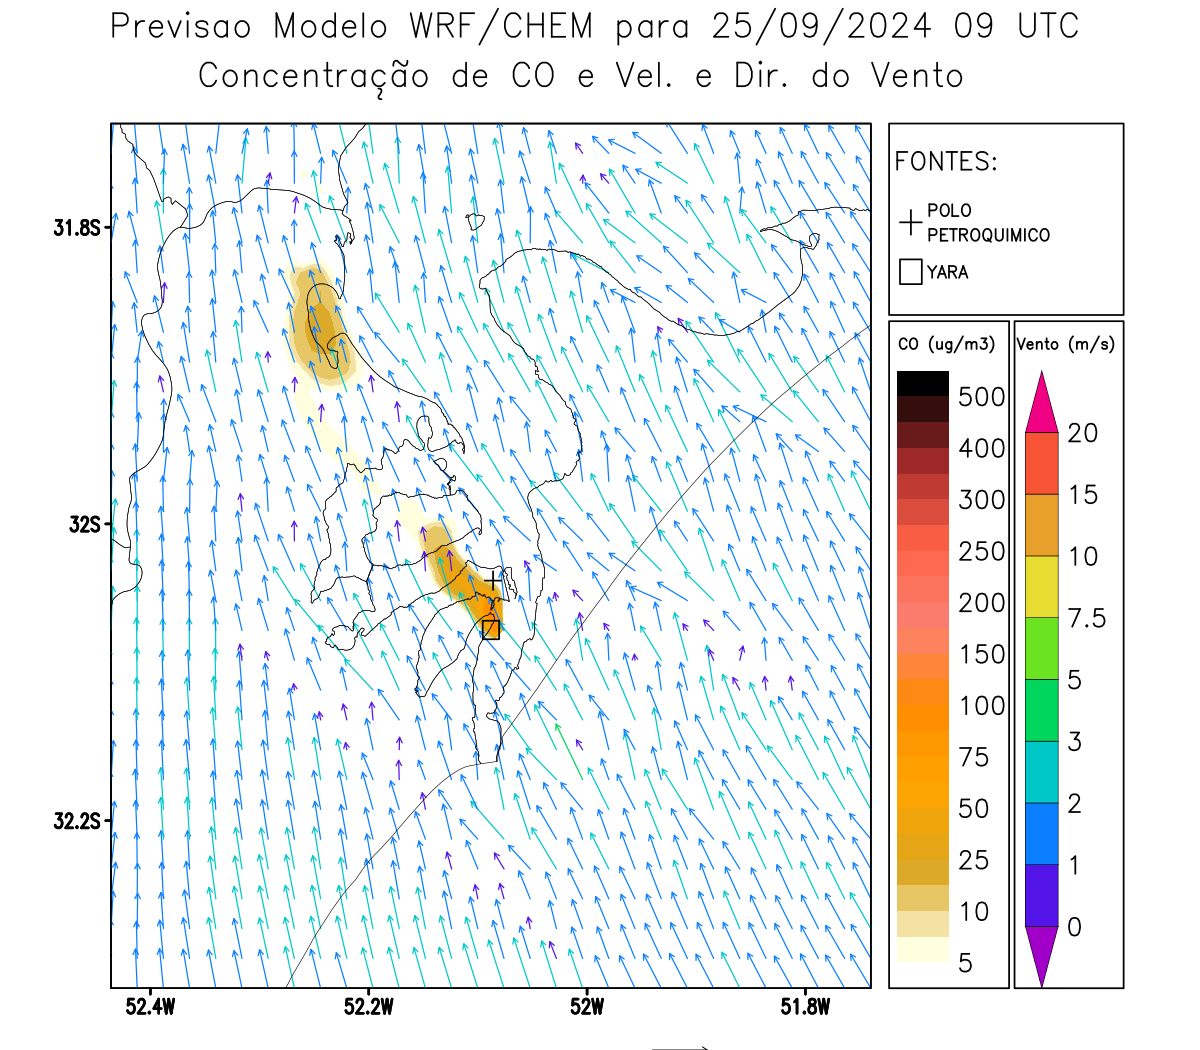 Previsao Modelo WRF/CHEM para 25/09/2024 09 UTC
Concentração de CO e Vel. e Dir. do Vento
FONTES:
POLO
PETROQUIMICO
YARA
CO (ug/m3)
500
400
300
250
200
150
100
75
50
25
10
5
Vento (m/s)
20
15
10
7.5
5
3
2
1
0
31.8S
32S
32.2S
52.4W
52.2W
52W
51.8W